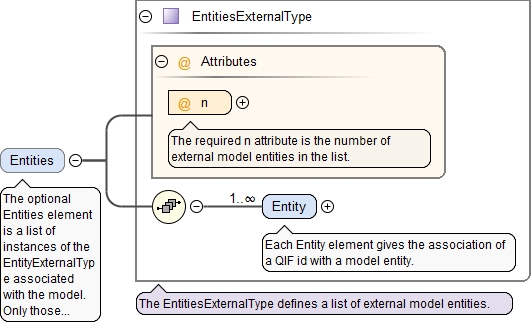 EntitiesExternalType
@ Attributes
@ n
The required n attribute is the number of
external model entities in the list.
Entities
The optional
Entities element
is a list of
instances of the
EntityExternalTyp
e associated
with the model.
Only those...
1..∞
Entity
Each Entity element gives the association of
a QIF id with a model entity.
The EntitiesExternalType defines a list of external model entities.